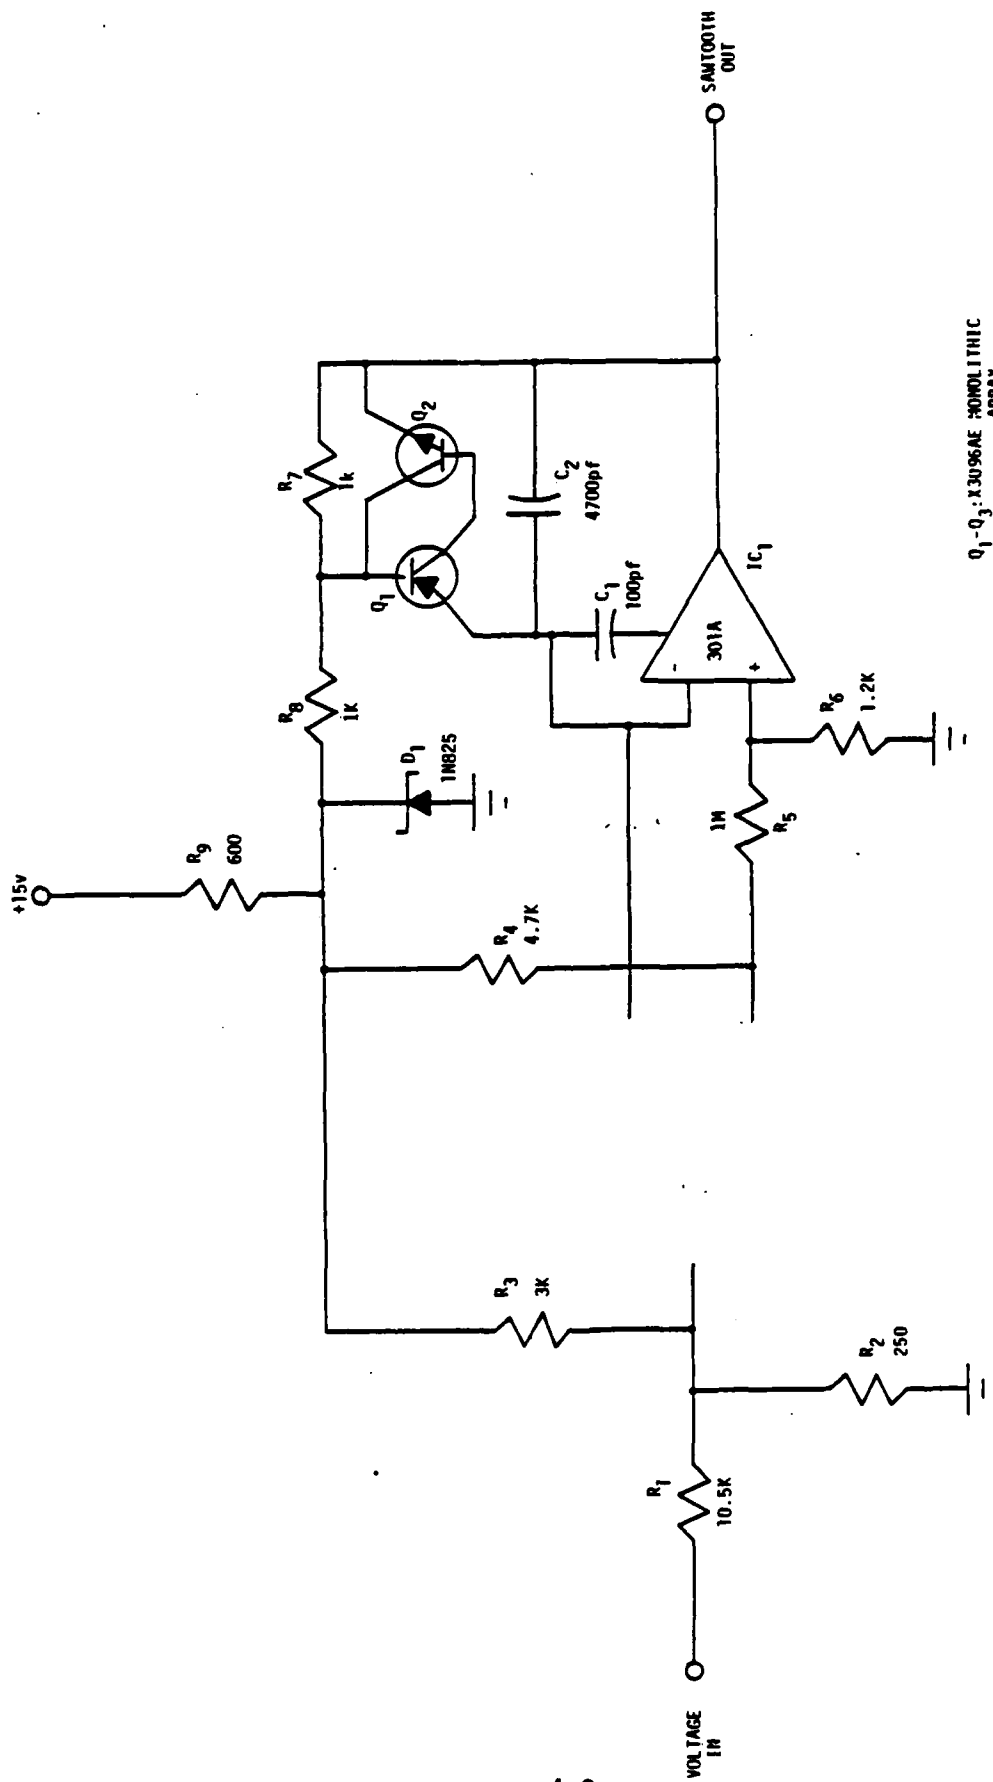 +15v
R9
600
R8
1K
R7
1k
Q1
Q2
D1
1N825
C2
4700pf
C1
100pf
301A
-
+
IC1
SAWTOOTH
OUT
R4
4.7K
1M
R5
R6
1.2K
R3
3K
R1
10.5K
R2
250
VOLTAGE
IN
Q1-Q3:X3096AE MONOLITHIC
ARRAY